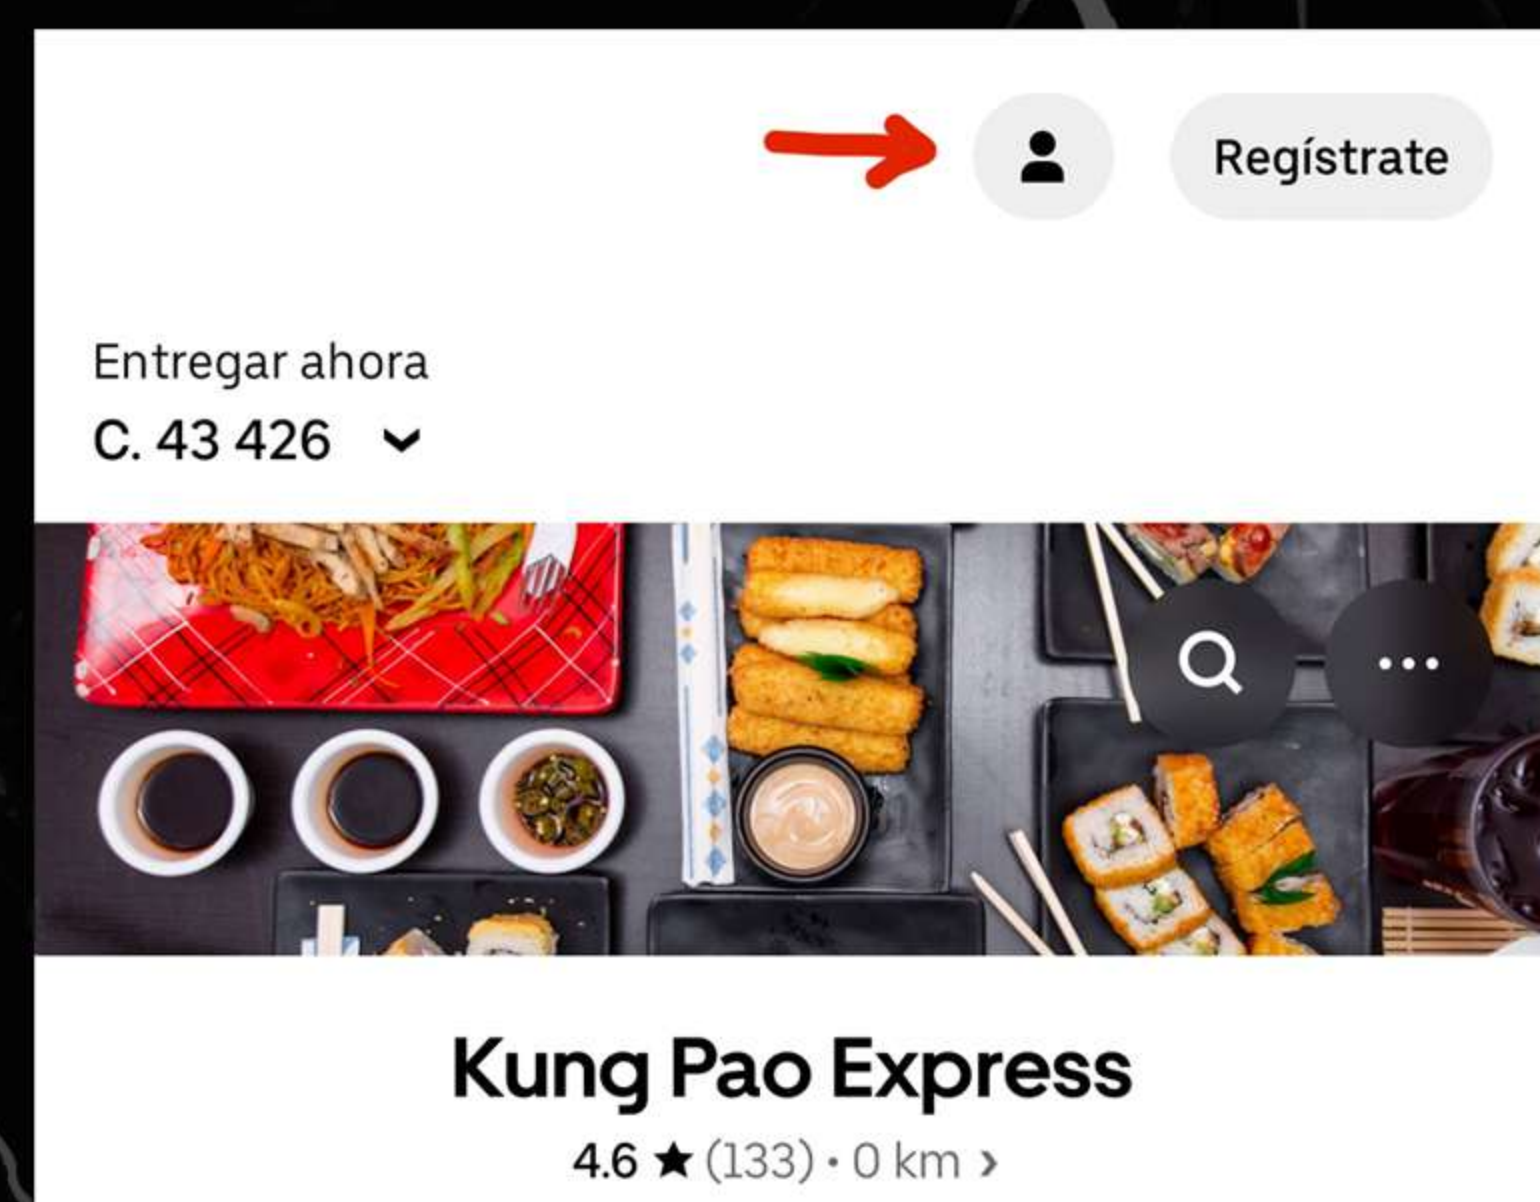 Regístrate
Entregar ahora
C. 43 426
Kung Pao Express
4.6 ★ (133) • 0 km ›